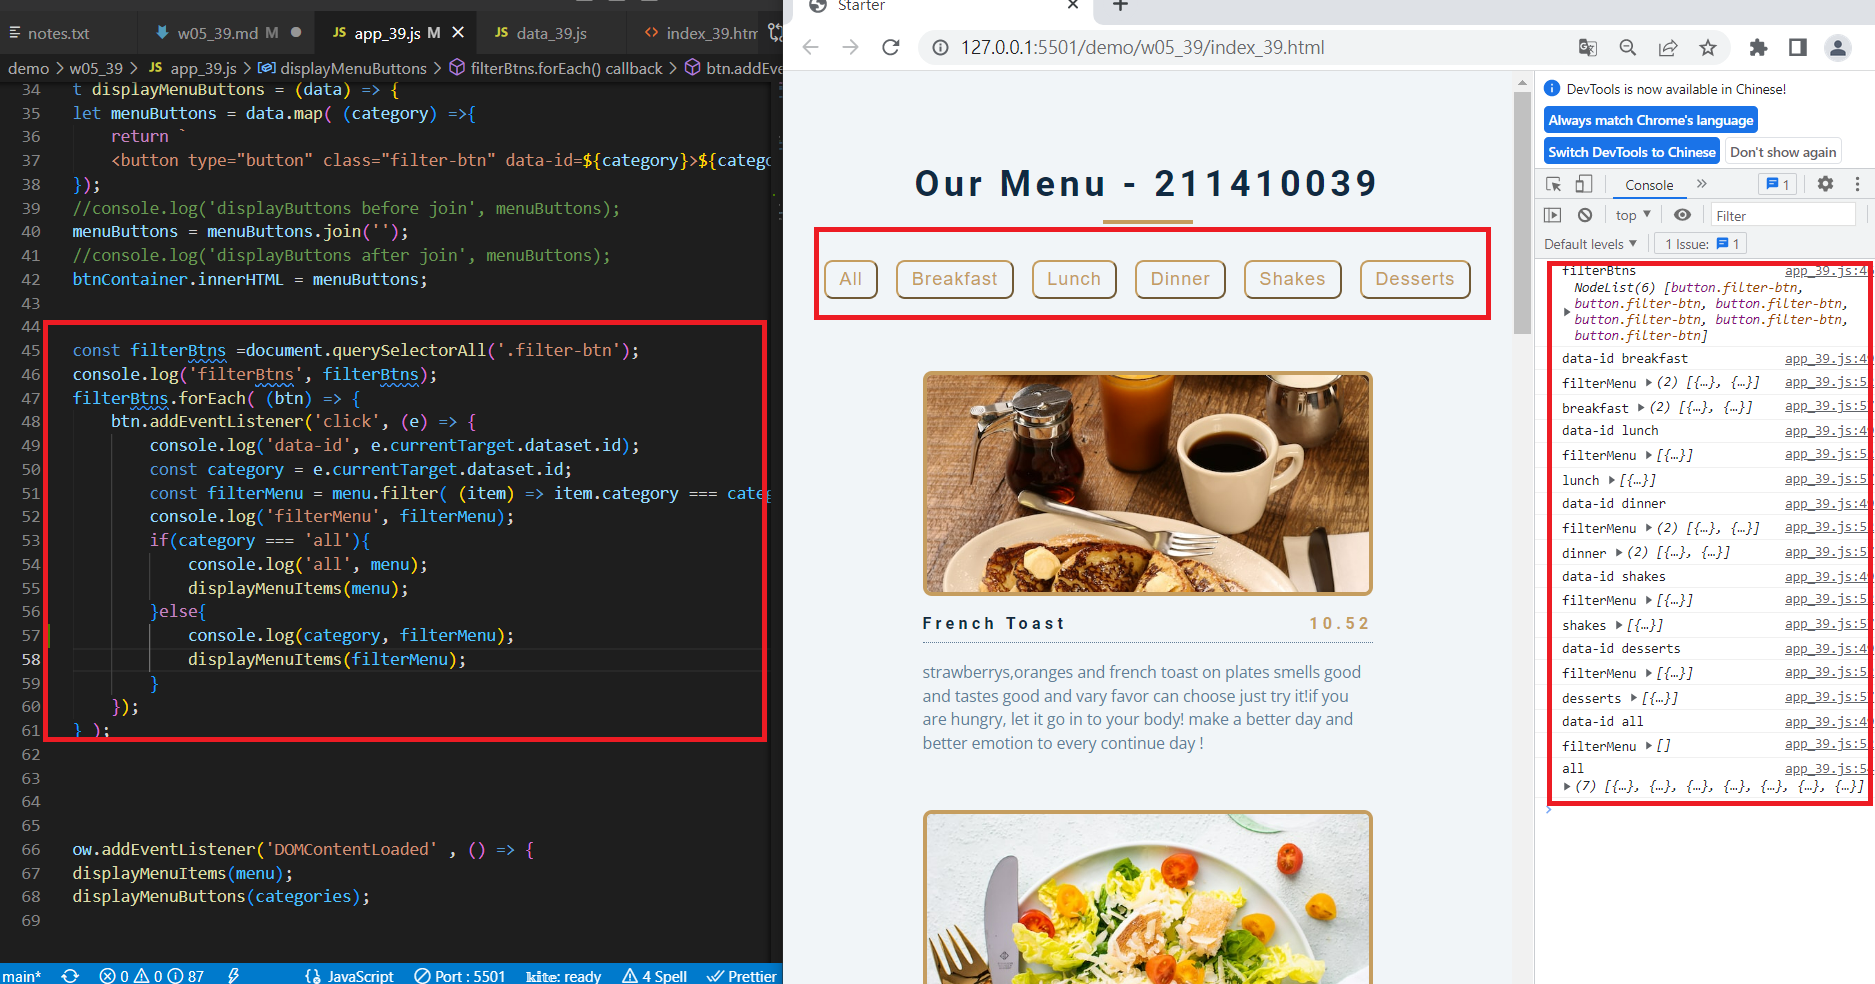 notes.txt
w05_39.md M
JS app_39.js M
JS data_39.js
index_39.htm
demo > w05_39 > JS app_39.js > displayMenuButtons > filterBtns.forEach() callback > btn.addEve
34 t displayMenuButtons = (data) => {
35 let menuButtons = data.map( (category) =>{
36 return `
37 <button type="button" class="filter-btn" data-id=${category}>${catego
38 });
39 //console.log('displayButtons before join', menuButtons);
40 menuButtons = menuButtons.join('');
41 //console.log('displayButtons after join', menuButtons);
42 btnContainer.innerHTML = menuButtons;
43
44
45 const filterBtns =document.querySelectorAll('.filter-btn');
46 console.log('filterBtns', filterBtns);
47 filterBtns.forEach( (btn) => {
48 btn.addEventListener('click', (e) => {
49 console.log('data-id', e.currentTarget.dataset.id);
50 const category = e.currentTarget.dataset.id;
51 const filterMenu = menu.filter( (item) => item.category === categ
52 console.log('filterMenu', filterMenu);
53 if(category === 'all'){
54 console.log('all', menu);
55 displayMenuItems(menu);
56 }else{
57 console.log(category, filterMenu);
58 displayMenuItems(filterMenu);
59 }
60 });
61 } );
62
63
64
65
66 ow.addEventListener('DOMContentLoaded' , () => {
67 displayMenuItems(menu);
68 displayMenuButtons(categories);
69
main* 0 0 87 JavaScript Port : 5501 kite: ready 4 Spell Prettier
Starter
127.0.0.1:5501/demo/w05_39/index_39.html
Our Menu - 211410039
All Breakfast Lunch Dinner Shakes Desserts
French Toast 10.52
strawberrys,oranges and french toast on plates smells good
and tastes good and vary favor can choose just try it!if you
are hungry, let it go in to your body! make a better day and
better emotion to every continue day !
DevTools is now available in Chinese!
Always match Chrome's language
Switch DevTools to Chinese Don't show again
Console » 1
top Filter
Default levels 1 Issue: 1
filterBtns app_39.js:4
NodeList(6) [button.filter-btn,
button.filter-btn, button.filter-btn,
button.filter-btn, button.filter-btn,
button.filter-btn]
data-id breakfast app_39.js:49
filterMenu (2) [{…}, {…}] app_39.js:5
breakfast (2) [{…}, {…}] app_39.js:5
data-id lunch app_39.js:49
filterMenu [{…}] app_39.js:5
lunch [{…}] app_39.js:5
data-id dinner app_39.js:49
filterMenu (2) [{…}, {…}] app_39.js:5
dinner (2) [{…}, {…}] app_39.js:5
data-id shakes app_39.js:49
filterMenu [{…}] app_39.js:5
shakes [{…}] app_39.js:5
data-id desserts app_39.js:49
filterMenu [{…}] app_39.js:5
desserts [{…}] app_39.js:5
data-id all app_39.js:49
filterMenu [] app_39.js:5
all app_39.js:54
(7) [{…}, {…}, {…}, {…}, {…}, {…}, {…}]